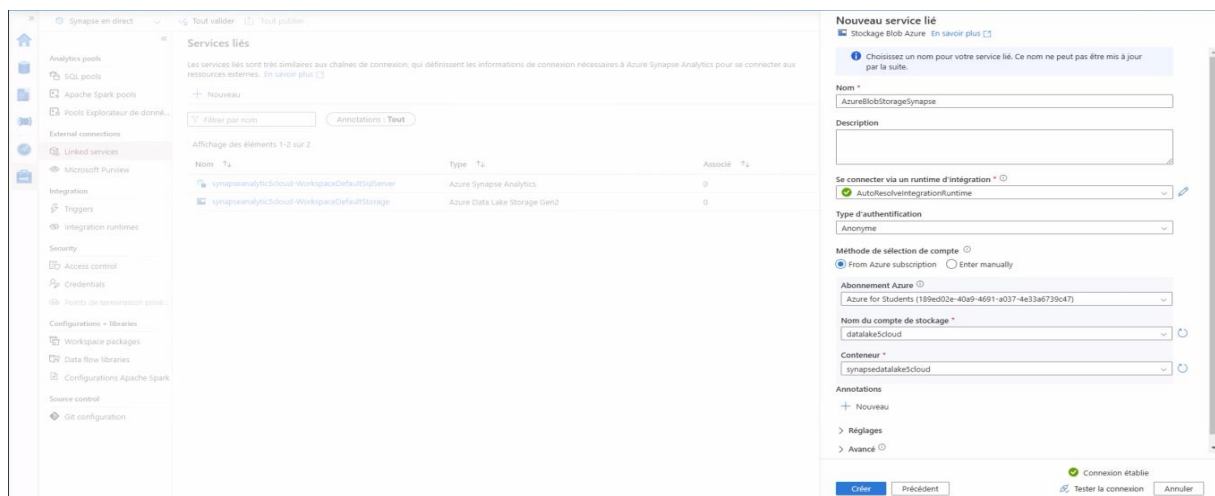 Synapse en direct
Tout valider
Tout publier
Analytics pools
SQL pools
Apache Spark pools
Pools Explorateur de donné...
External connections
Linked services
Microsoft Purview
Integration
Triggers
Integration runtimes
Security
Access control
Credentials
Points de terminaison privé...
Configurations + libraries
Workspace packages
Data flow libraries
Configurations Apache Spark
Source control
Git configuration
Services liés
Les services liés sont très similaires aux chaînes de connexion, qui définissent les informations de connexion nécessaires à Azure Synapse Analytics pour se connecter aux
ressources externes. En savoir plus
+ Nouveau
Filtrer par nom
Annotations : Tout
Affichage des éléments 1-2 sur 2
Nom Type Associé
synapseanalytic5cloud-WorkspaceDefaultSqlServer Azure Synapse Analytics 0
synapseanalytic5cloud-WorkspaceDefaultStorage Azure Data Lake Storage Gen2 0
Nouveau service lié
Stockage Blob Azure En savoir plus
Choisissez un nom pour votre service lié. Ce nom ne peut pas être mis à jour
par la suite.
Nom *
AzureBlobStorageSynapse
Description
Se connecter via un runtime d'intégration *
AutoResolveIntegrationRuntime
Type d'authentification
Anonyme
Méthode de sélection de compte
From Azure subscription Enter manually
Abonnement Azure
Azure for Students (189ed02e-40a9-4691-a037-4e33a6739c47)
Nom du compte de stockage *
datalake5cloud
Conteneur *
synapsedatalake5cloud
Annotations
+ Nouveau
> Réglages
> Avancé
Connexion établie
Créer Précédent Tester la connexion Annuler